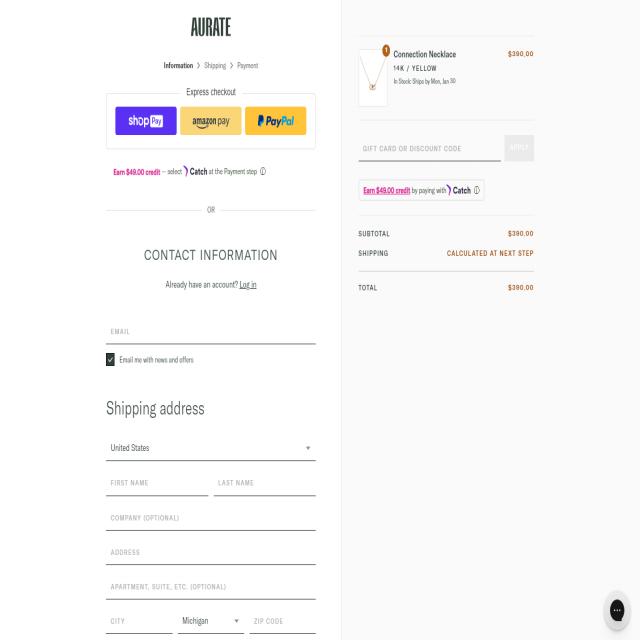 AURATE
Information > Shipping > Payment
Express checkout
shop Pay
amazon pay
PayPal
Earn $49.00 credit – select Catch at the Payment step
OR
CONTACT INFORMATION
Already have an account? Log in
EMAIL
Email me with news and offers
Shipping address
United States
FIRST NAME LAST NAME
COMPANY (OPTIONAL)
ADDRESS
APARTMENT, SUITE, ETC. (OPTIONAL)
CITY Michigan ZIP CODE
1
Connection Necklace $390.00
14K / YELLOW
In Stock: Ships by Mon, Jan 30
GIFT CARD OR DISCOUNT CODE APPLY
Earn $49.00 credit by paying with Catch
SUBTOTAL $390.00
SHIPPING CALCULATED AT NEXT STEP
TOTAL $390.00